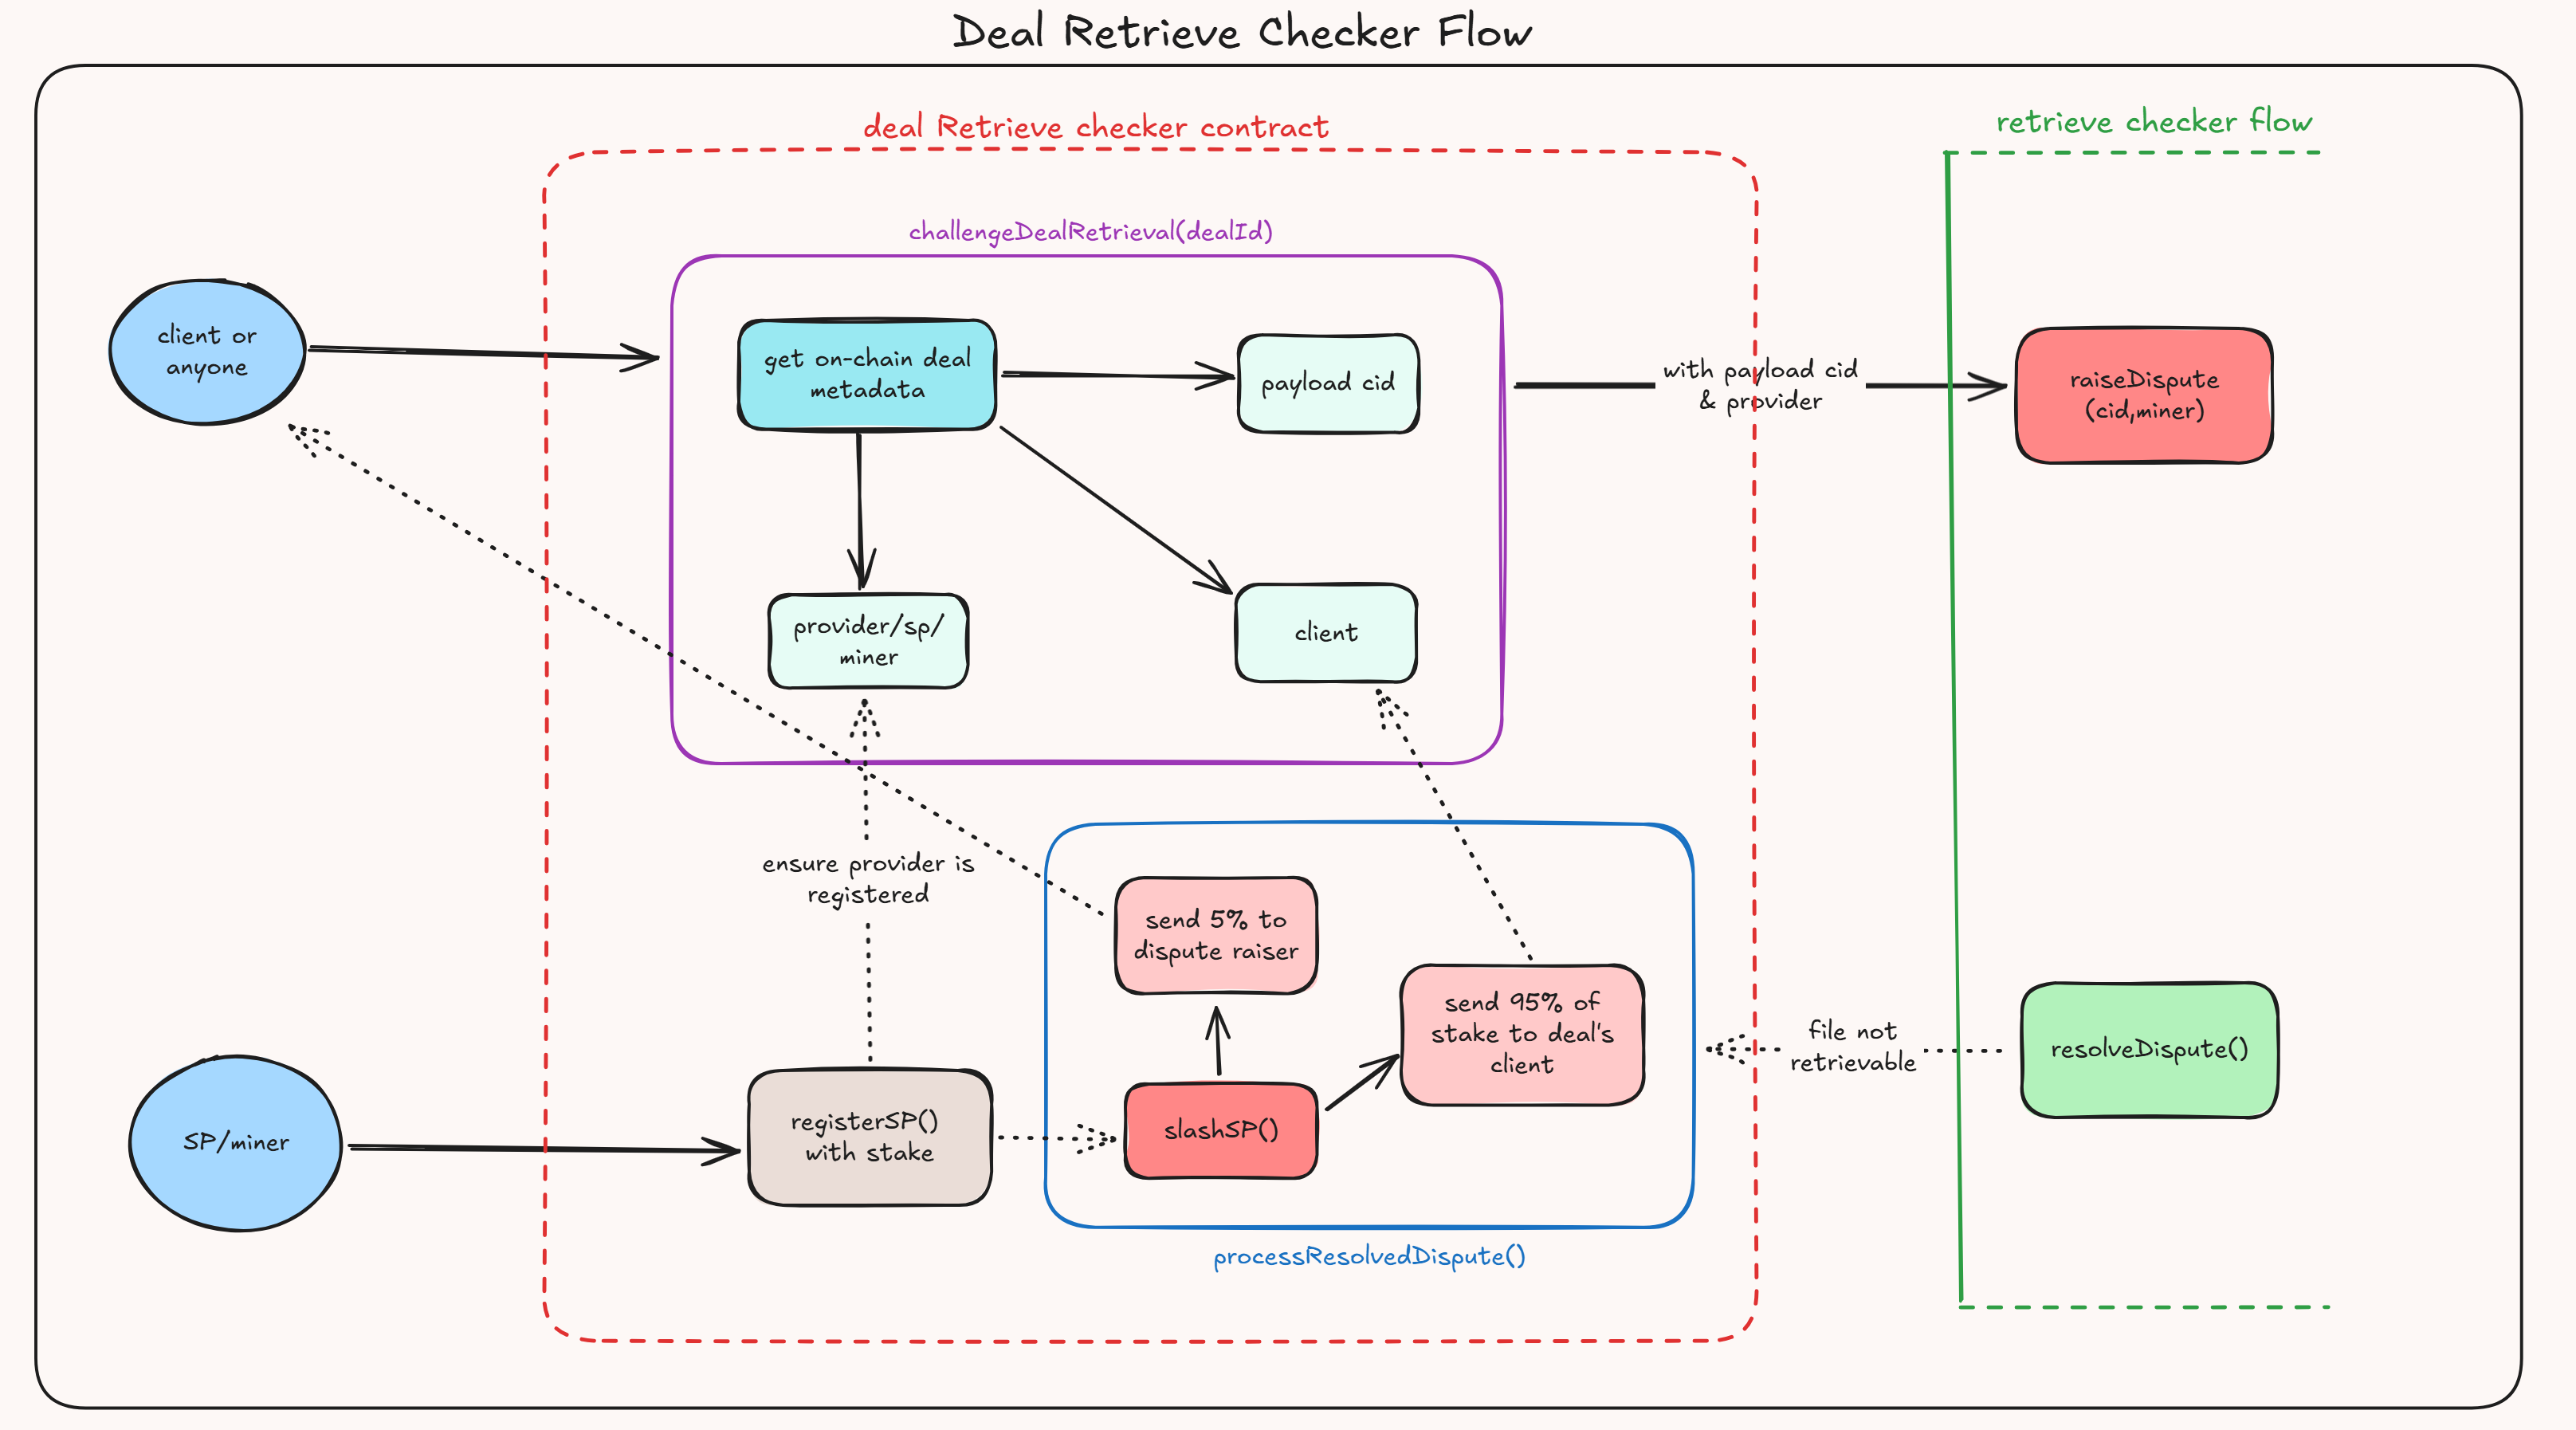 Deal Retrieve Checker Flow
deal Retrieve checker contract
retrieve checker flow
challengeDealRetrieval(dealId)
client or
anyone
get on-chain deal
metadata
payload cid
with payload cid
& provider
raiseDispute
(cid,miner)
provider/sp/
miner
client
ensure provider is
registered
send 5% to
dispute raiser
send 95% of
stake to deal's
client
file not
retrievable
resolveDispute()
SP/miner
registerSP()
with stake
slashSP()
processResolvedDispute()